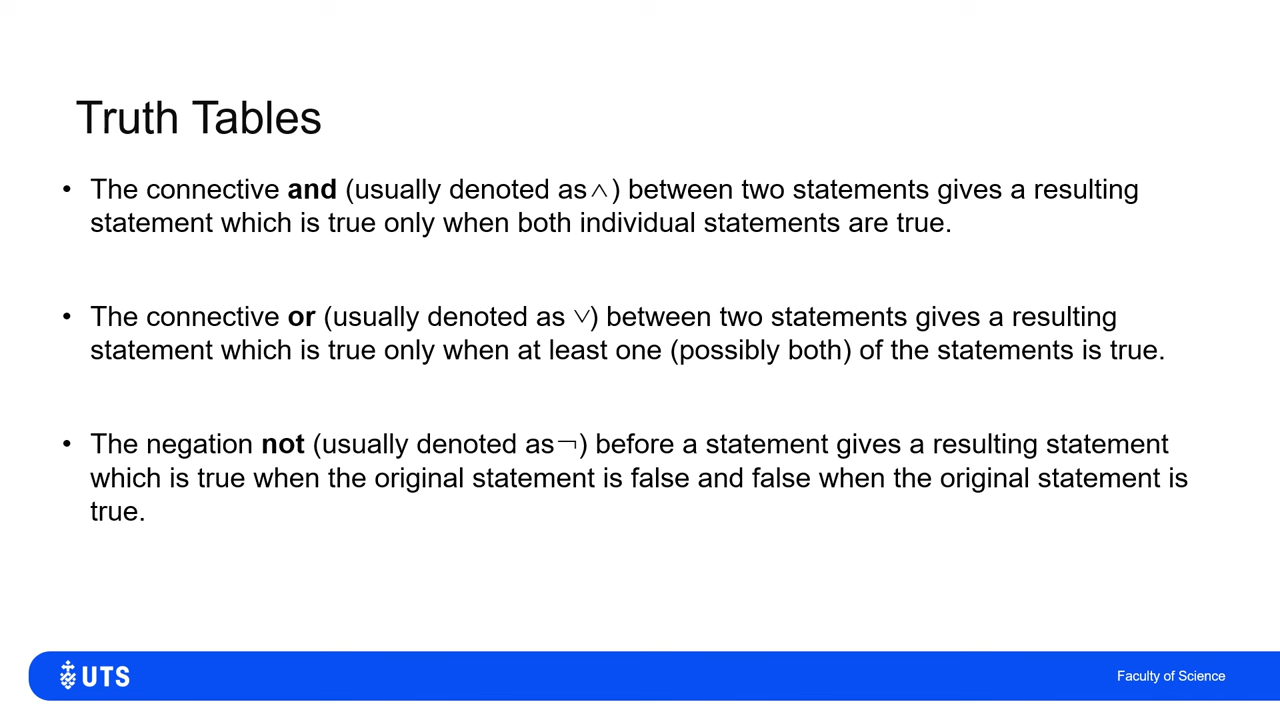 Truth Tables
• The connective and (usually denoted as ∧) between two statements gives a resulting
statement which is true only when both individual statements are true.
• The connective or (usually denoted as ∨) between two statements gives a resulting
statement which is true only when at least one (possibly both) of the statements is true.
• The negation not (usually denoted as ¬) before a statement gives a resulting statement
which is true when the original statement is false and false when the original statement is
true.
UTS
Faculty of Science